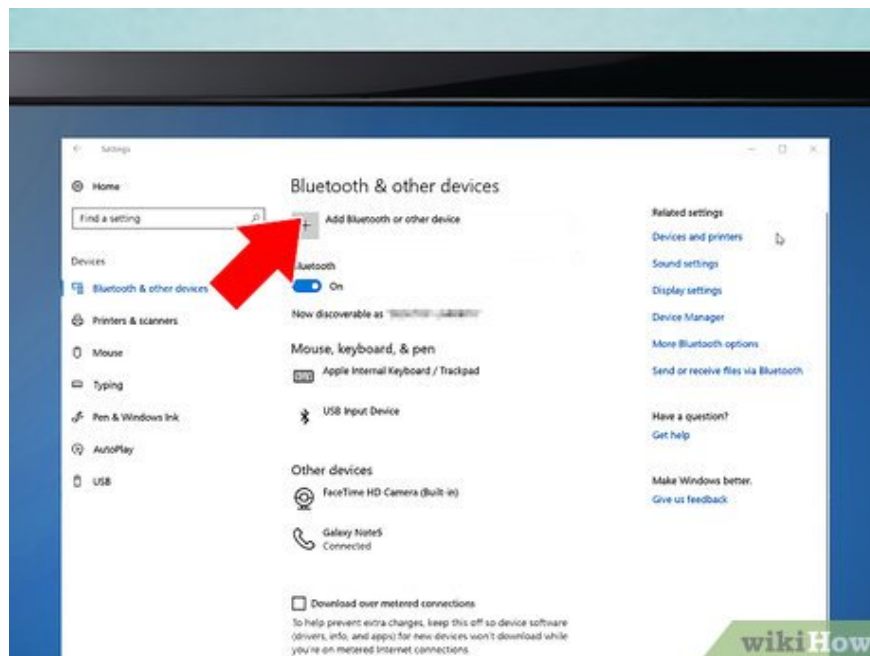 Settings
Home
Find a setting
Devices
Bluetooth & other devices
Printers & scanners
Mouse
Typing
Pen & Windows Ink
AutoPlay
USB
Bluetooth & other devices
Add Bluetooth or other device
Bluetooth
On
Now discoverable as
Mouse, keyboard, & pen
Apple Internal Keyboard / Trackpad
USB Input Device
Other devices
FaceTime HD Camera (Built-in)
Galaxy Note5
Connected
Download over metered connections
To help prevent extra charges, keep this off so device software
(drivers, info, and apps) for new devices won't download while
you're on metered Internet connections.
Related settings
Devices and printers
Sound settings
Display settings
Device Manager
More Bluetooth options
Send or receive files via Bluetooth
Have a question?
Get help
Make Windows better.
Give us feedback
wikiHow